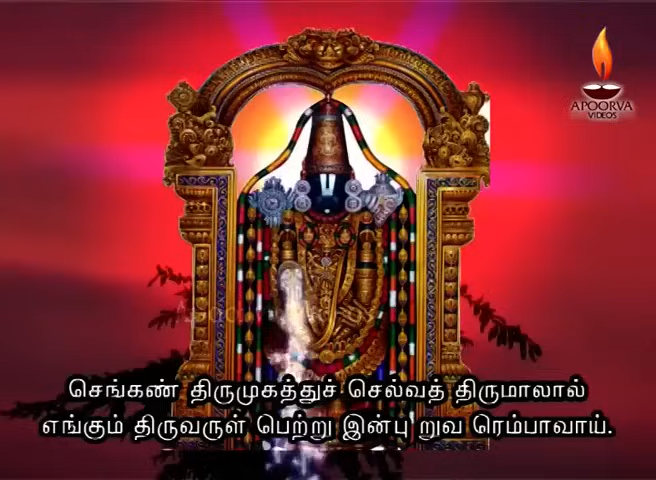 APOORVA
VIDEOS
செங்கண் திருமுகத்துச் செல்வத் திருமாலால்
எங்கும் திருவருள் பெற்று இன்பு றுவ ரெம்பாவாய்.